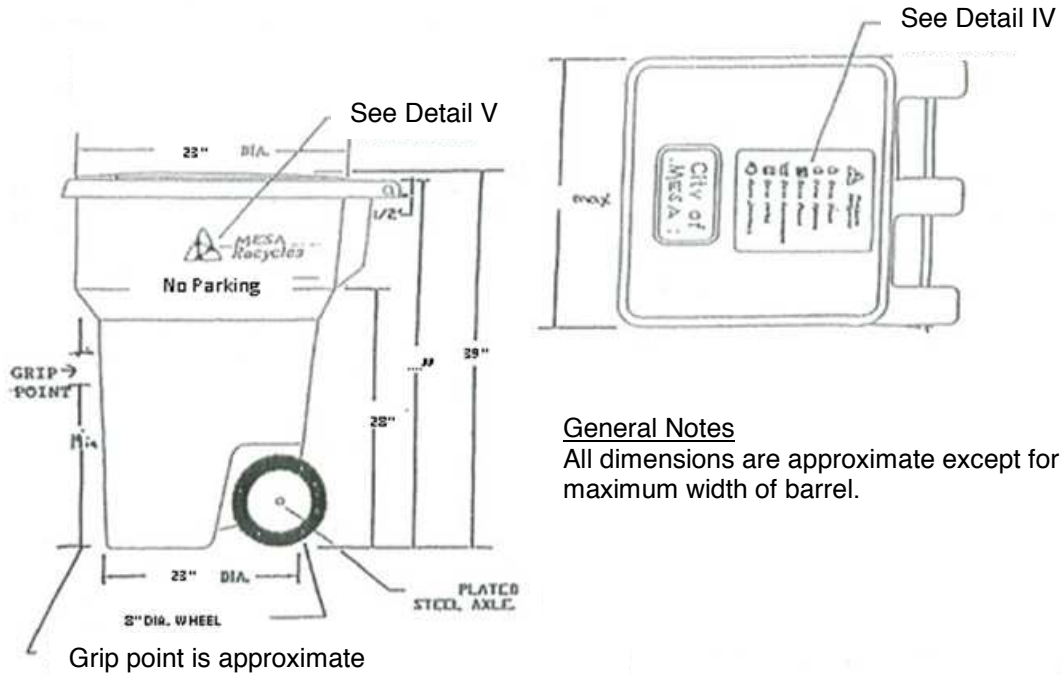 See Detail IV
See Detail V
23" DIA.
1/2"
MESA
Recycles
No Parking
GRIP→
POINT
Min
28"
...."
39"
23" DIA.
8" DIA. WHEEL
PLATED
STEEL AXLE.
Grip point is approximate
max
City of
MESA
General Notes
All dimensions are approximate except for
maximum width of barrel.